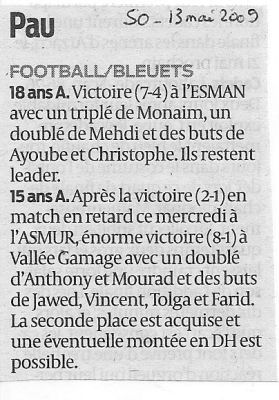 Pau
SO - 13 mai 2009
FOOTBALL/BLEUETS
18 ans A. Victoire (7-4) à l'ESMAN
avec un triplé de Monaim, un
doublé de Mehdi et des buts de
Ayoube et Christophe. Ils restent
leader.
15 ans A. Après la victoire (2-1) en
match en retard ce mercredi à
l'ASMUR, énorme victoire (8-1) à
Vallée Gamage avec un doublé
d'Anthony et Mourad et des buts
de Jawed, Vincent, Tolga et Farid.
La seconde place est acquise et
une éventuelle montée en DH est
possible.